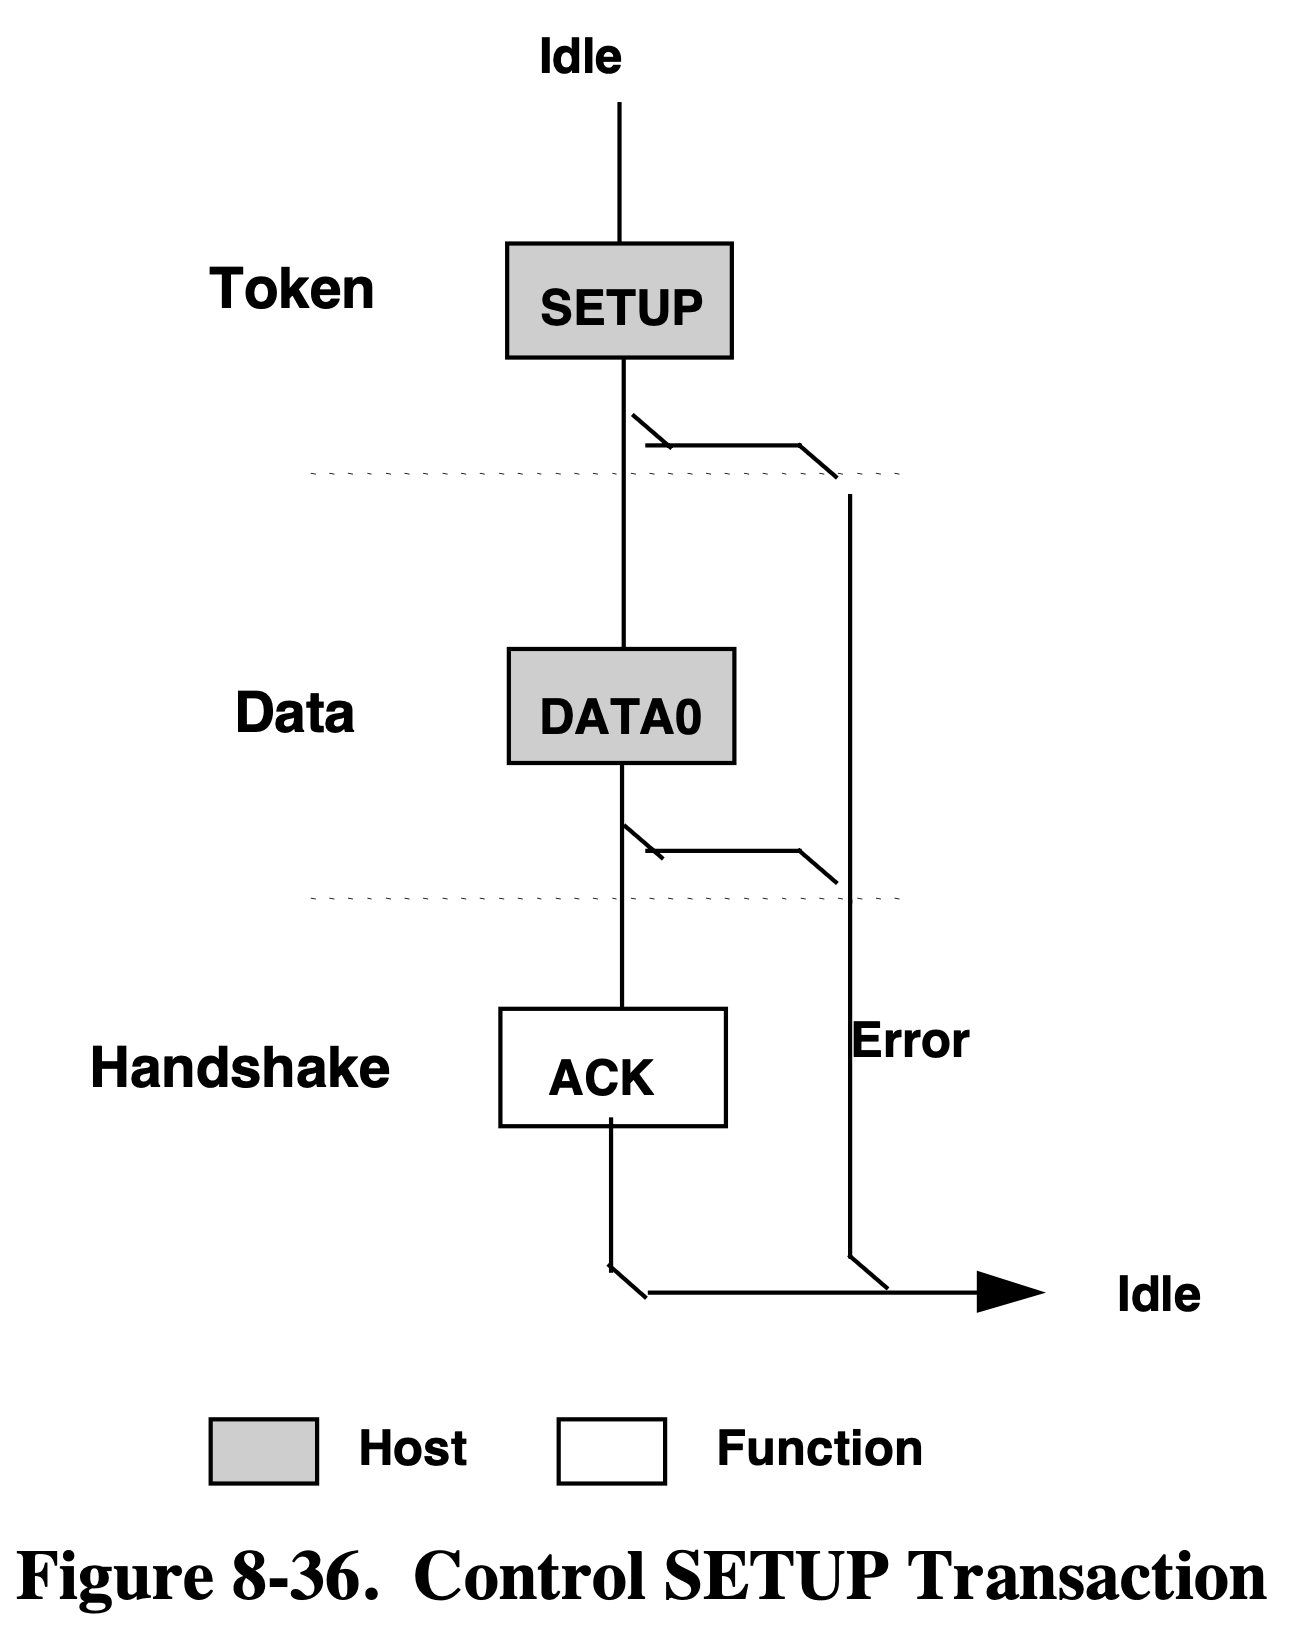 Idle
Token
SETUP
Data
DATA0
Handshake
ACK
Error
Idle
Host
Function
Figure 8-36. Control SETUP Transaction